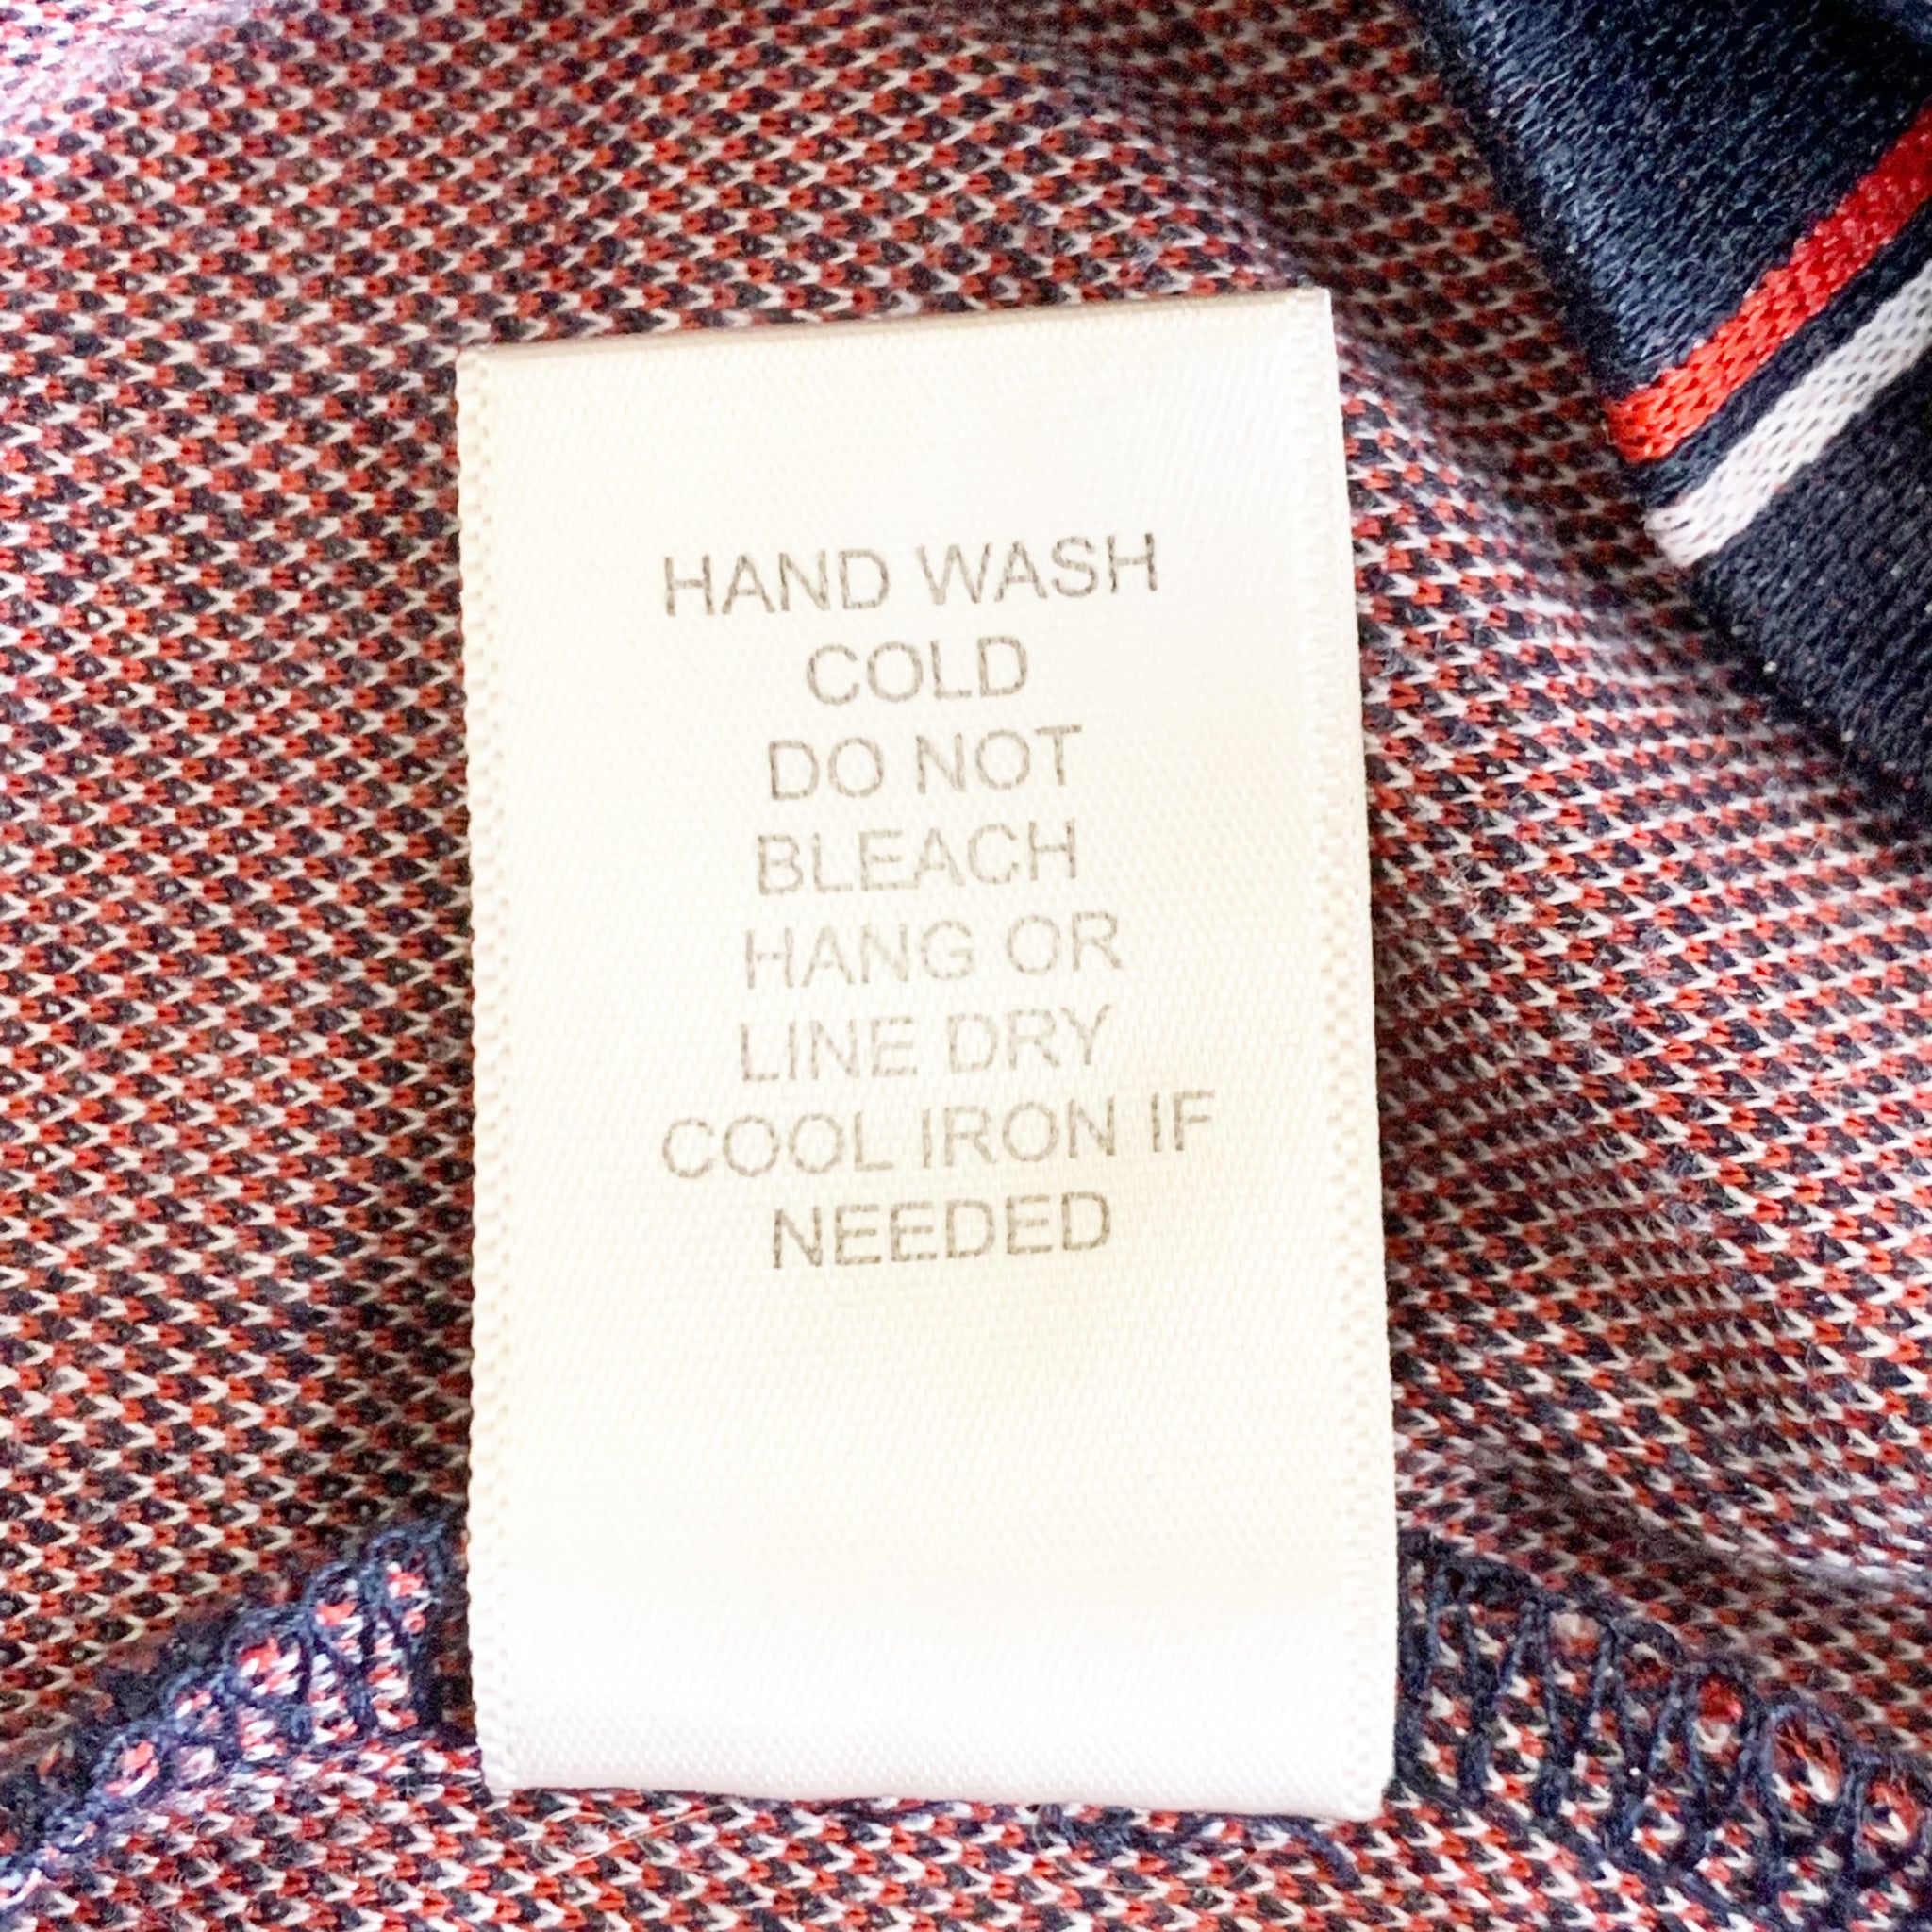 HAND WASH
COLD
DO NOT
BLEACH
HANG OR
LINE DRY
COOL IRON IF
NEEDED